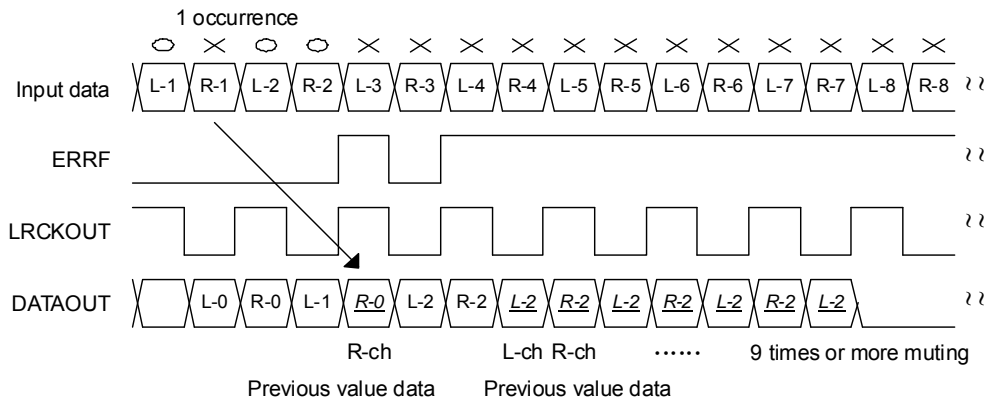 1 occurrence
Input data L-1 R-1 L-2 R-2 L-3 R-3 L-4 R-4 L-5 R-5 L-6 R-6 L-7 R-7 L-8 R-8
ERRF
LRCKOUT
DATAOUT L-0 R-0 L-1 R-0 L-2 R-2 L-2 R-2 L-2 R-2 L-2 R-2 L-2
R-ch L-ch R-ch ...... 9 times or more muting
Previous value data Previous value data